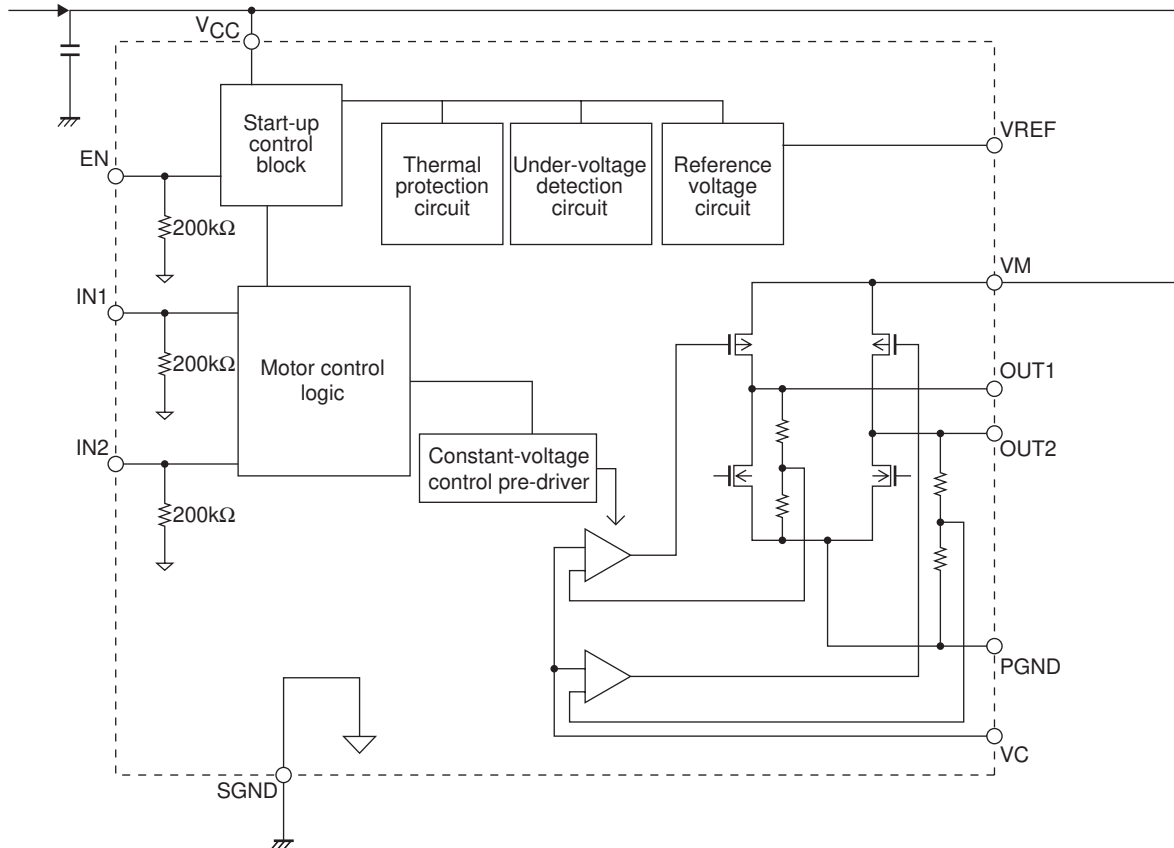 VCC
Start-up
control
block
EN
200kΩ
Thermal
protection
circuit
Under-voltage
detection
circuit
Reference
voltage
circuit
VREF
IN1
200kΩ
Motor control
logic
IN2
200kΩ
Constant-voltage
control pre-driver
VM
OUT1
OUT2
PGND
VC
SGND